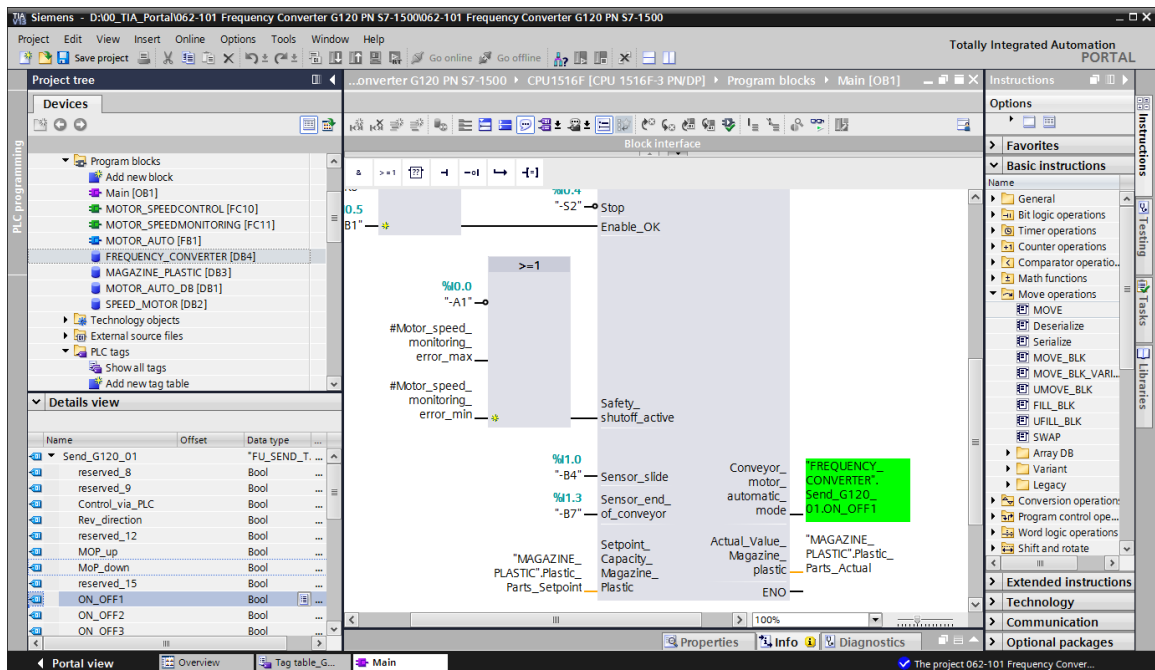 Siemens - D:\00_TIA_Portal\062-101 Frequency Converter G120 PN S7-1500\062-101 Frequency Converter G120 PN S7-1500
Project Edit View Insert Online Options Tools Window Help
Totally Integrated Automation
PORTAL
Save project
Go online
Go offline
Project tree
Devices
PLC programming
Program blocks
Add new block
Main [OB1]
MOTOR_SPEEDCONTROL [FC10]
MOTOR_SPEEDMONITORING [FC11]
MOTOR_AUTO [FB1]
FREQUENCY_CONVERTER [DB4]
MAGAZINE_PLASTIC [DB3]
MOTOR_AUTO_DB [DB1]
SPEED_MOTOR [DB2]
Technology objects
External source files
PLC tags
Show all tags
Add new tag table
Details view
Name Offset Data type ...
Send_G120_01 "FU_SEND_T... ...
reserved_8 Bool ...
reserved_9 Bool ...
Control_via_PLC Bool ...
Rev_direction Bool ...
reserved_12 Bool ...
MOP_up Bool ...
MoP_down Bool ...
reserved_15 Bool ...
ON_OFF1 Bool ...
ON_OFF2 Bool ...
ON_OFF3 Bool ...
...onverter G120 PN S7-1500 ▸ CPU1516F [CPU 1516F-3 PN/DP] ▸ Program blocks ▸ Main [OB1]
Block interface
& >=1 [??] ⊣ -o| ↦ -[=]
%I0.4
"-S2" Stop
0.5
B1"
Enable_OK
>=1
%I0.0
"-A1"
#Motor_speed_
monitoring_
error_max
#Motor_speed_
monitoring_
error_min
Safety_
shutoff_active
%I1.0
"-B4" Sensor_slide
%I1.3
"-B7"
Sensor_end_
of_conveyor
Conveyor_
motor_
automatic_
mode
"FREQUENCY_
CONVERTER".
Send_G120_
01.ON_OFF1
"MAGAZINE_
PLASTIC".Plastic_
Parts_Setpoint
Setpoint_
Capacity_
Magazine_
Plastic
Actual_Value_
Magazine_
plastic
"MAGAZINE_
PLASTIC".Plastic_
Parts_Actual
ENO
100%
Properties
Info
Diagnostics
Instructions
Options
Favorites
Basic instructions
Name
General
Bit logic operations
Timer operations
Counter operations
Comparator operatio..
Math functions
Move operations
MOVE
Deserialize
Serialize
MOVE_BLK
MOVE_BLK_VARI...
UMOVE_BLK
FILL_BLK
UFILL_BLK
SWAP
Array DB
Variant
Legacy
Conversion operations
Program control ope...
Word logic operations
Shift and rotate
Extended instructions
Technology
Communication
Optional packages
Instructions
Testing
Tasks
Libraries
Portal view
Overview
Tag table_G...
Main
The project 062-101 Frequency Conver...